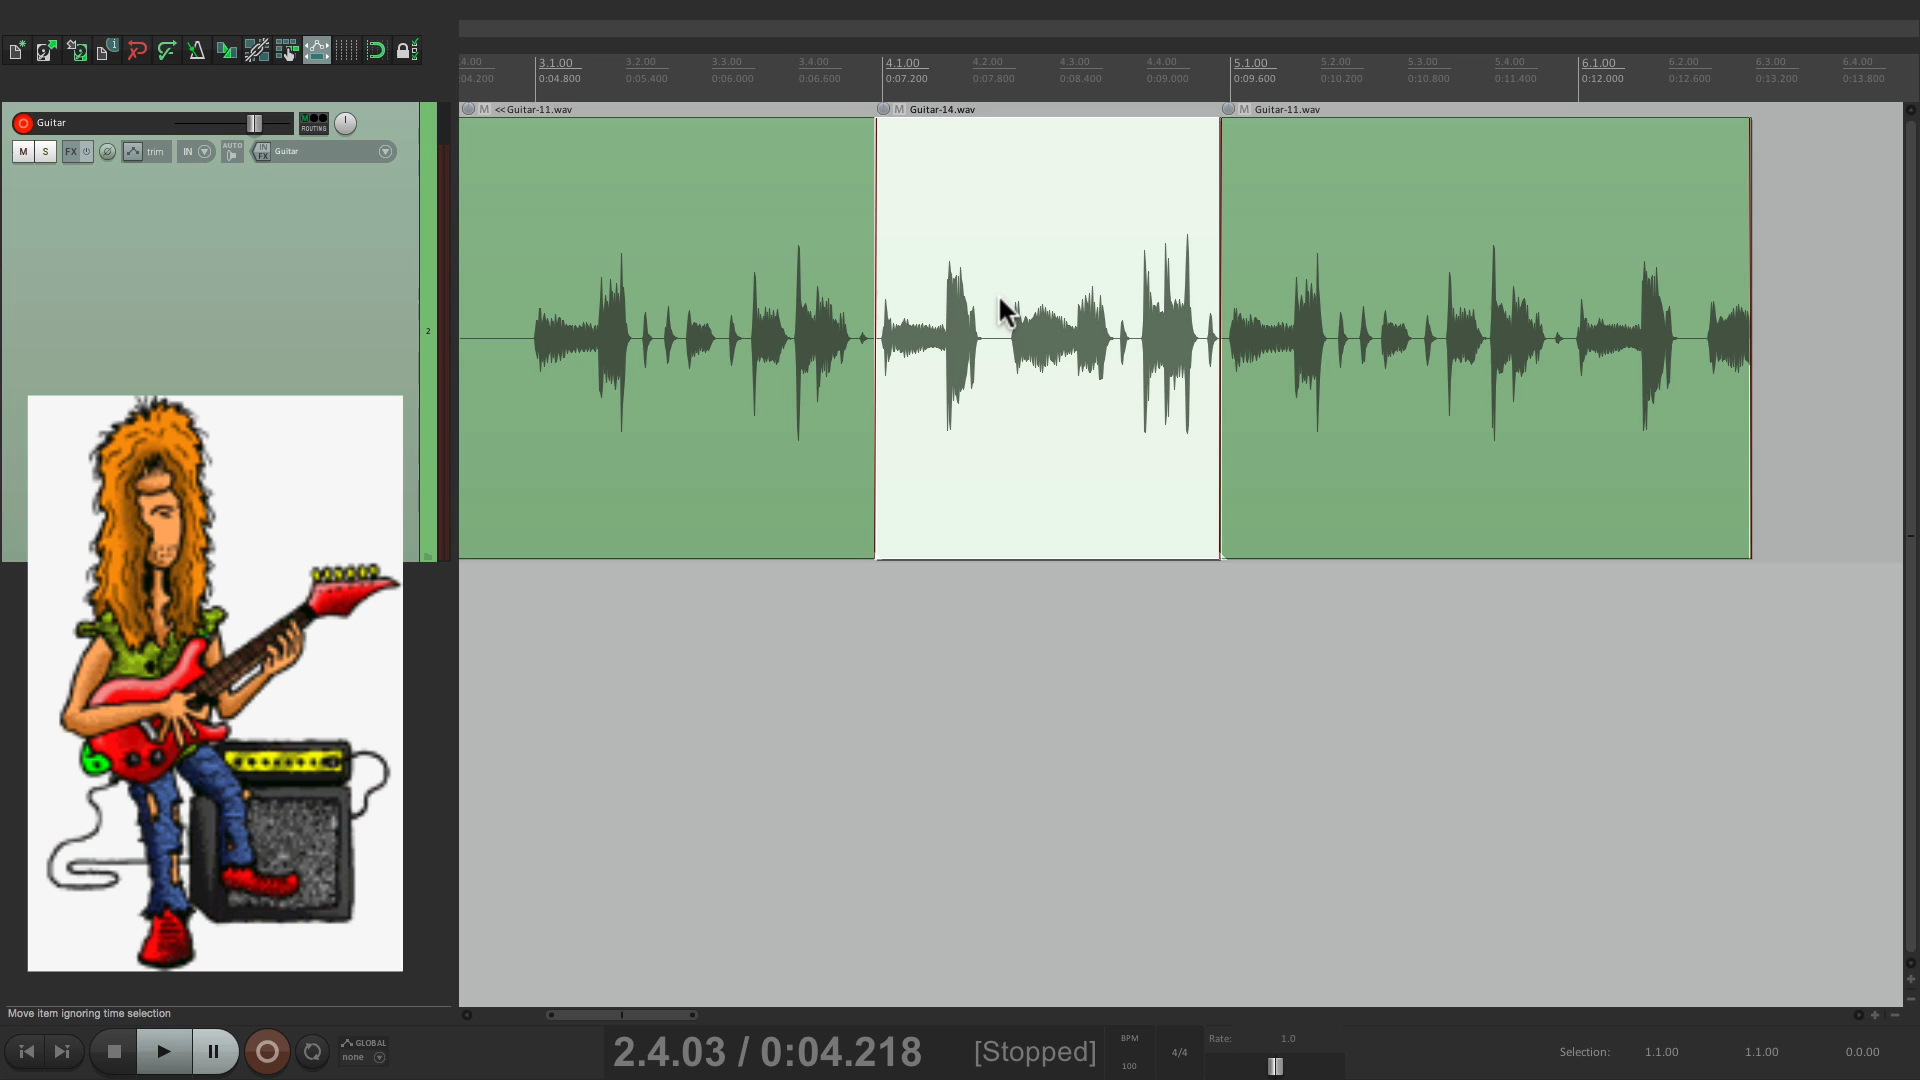 4.00 3.1.00 3.2.00 3.3.00 3.4.00 4.1.00 4.2.00 4.3.00 4.4.00 5.1.00 5.2.00 5.3.00 5.4.00 6.1.00 6.2.00 6.3.00 6.4.00
:04.200 0:04.800 0:05.400 0:06.000 0:06.600 0:07.200 0:07.800 0:08.400 0:09.000 0:09.600 0:10.200 0:10.800 0:11.400 0:12.000 0:12.600 0:13.200 0:13.800
M <<Guitar-11.wav M Guitar-14.wav M Guitar-11.wav
Guitar M ROUTING
M S FX trim IN AUTO IN FX Guitar
2
Move item ignoring time selection
GLOBAL
none
2.4.03 / 0:04.218 [Stopped]
BPM
100
4/4
Rate: 1.0
Selection: 1.1.00 1.1.00 0.0.00